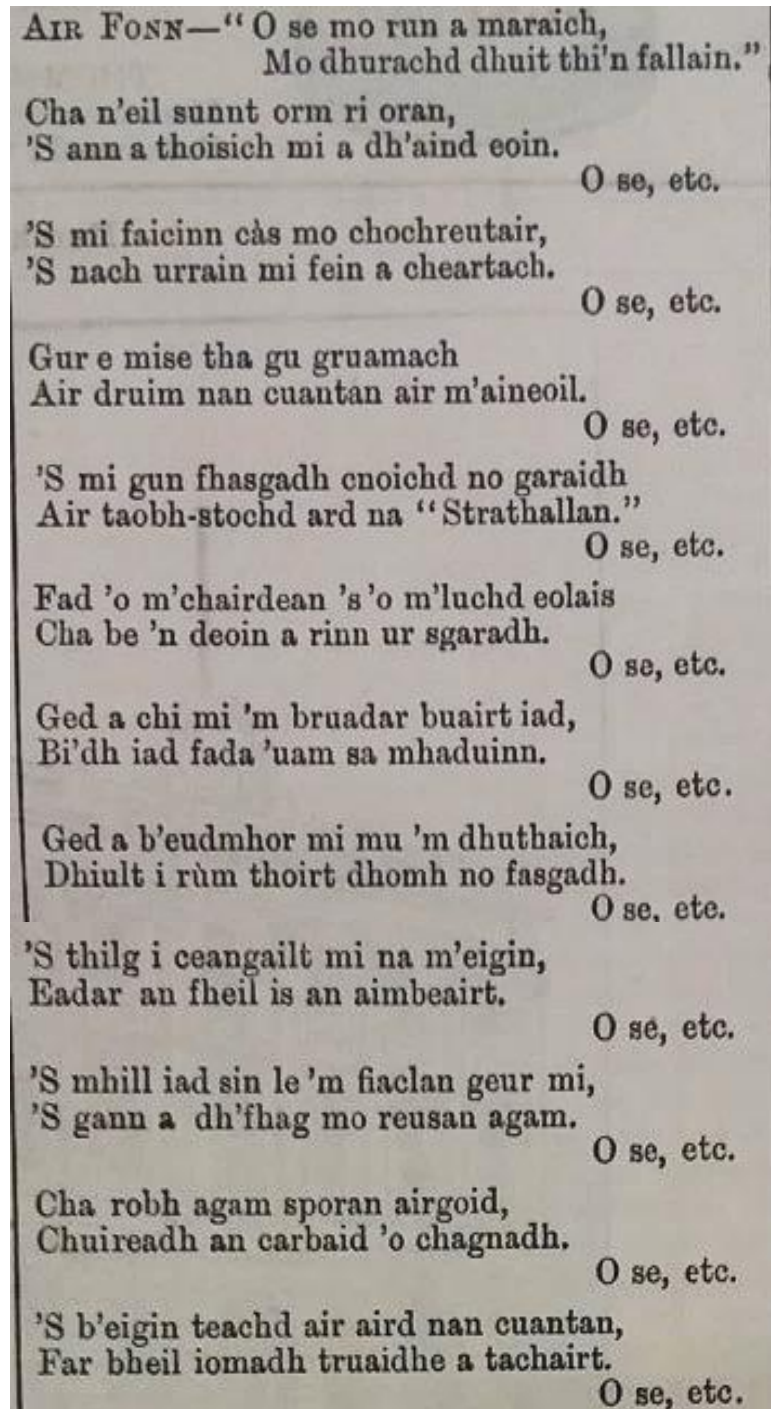 AIR FONN—“ O se mo run a maraich,
Mo dhurachd dhuit thi'n fallain.”
Cha n'eil sunnt orm ri oran,
'S ann a thoisich mi a dh'aind eoin.
O se, etc.
'S mi faicinn càs mo chochreutair,
'S nach urrain mi fein a cheartach.
O se, etc.
Gur e mise tha gu gruamach
Air druim nan cuantan air m'aineoil.
O se, etc.
'S mi gun fhasgadh cnoichd no garaidh
Air taobh-stochd ard na “Strathallan.”
O se, etc.
Fad 'o m'chairdean 's 'o m'luchd eolais
Cha be 'n deoin a rinn ur sgaradh.
O se, etc.
Ged a chi mi 'm bruadar buairt iad,
Bi'dh iad fada 'uam sa mhaduinn.
O se, etc.
Ged a b'eudmhor mi mu 'm dhuthaich,
Dhiult i rùm thoirt dhomh no fasgadh.
O se, etc.
'S thilg i ceangailt mi na m'eigin,
Eadar an fheil is an aimbeairt.
O se, etc.
'S mhill iad sin le 'm fiaclan geur mi,
'S gann a dh'fhag mo reusan agam.
O se, etc.
Cha robh agam sporan airgoid,
Chuireadh an carbaid 'o chagnadh.
O se, etc.
'S b'eigin teachd air aird nan cuantan,
Far bheil iomadh truaidhe a tachairt.
O se, etc.